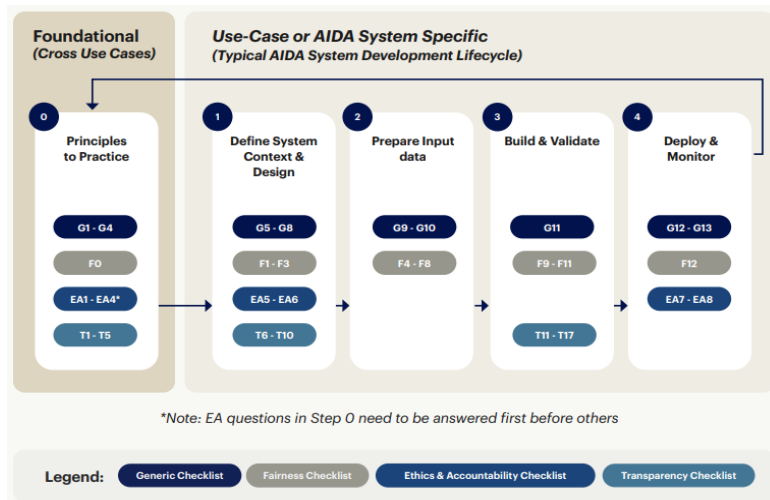 Foundational
(Cross Use Cases)
Use-Case or AIDA System Specific
(Typical AIDA System Development Lifecycle)
0
Principles
to Practice
G1 - G4
F0
EA1 - EA4*
T1 - T5
1
Define System
Context &
Design
G5 - G8
F1 - F3
EA5 - EA6
T6 - T10
2
Prepare Input
data
G9 - G10
F4 - F8
3
Build & Validate
G11
F9 - F11
T11 - T17
4
Deploy &
Monitor
G12 - G13
F12
EA7 - EA8
*Note: EA questions in Step 0 need to be answered first before others
Legend:
Generic Checklist
Fairness Checklist
Ethics & Accountability Checklist
Transparency Checklist